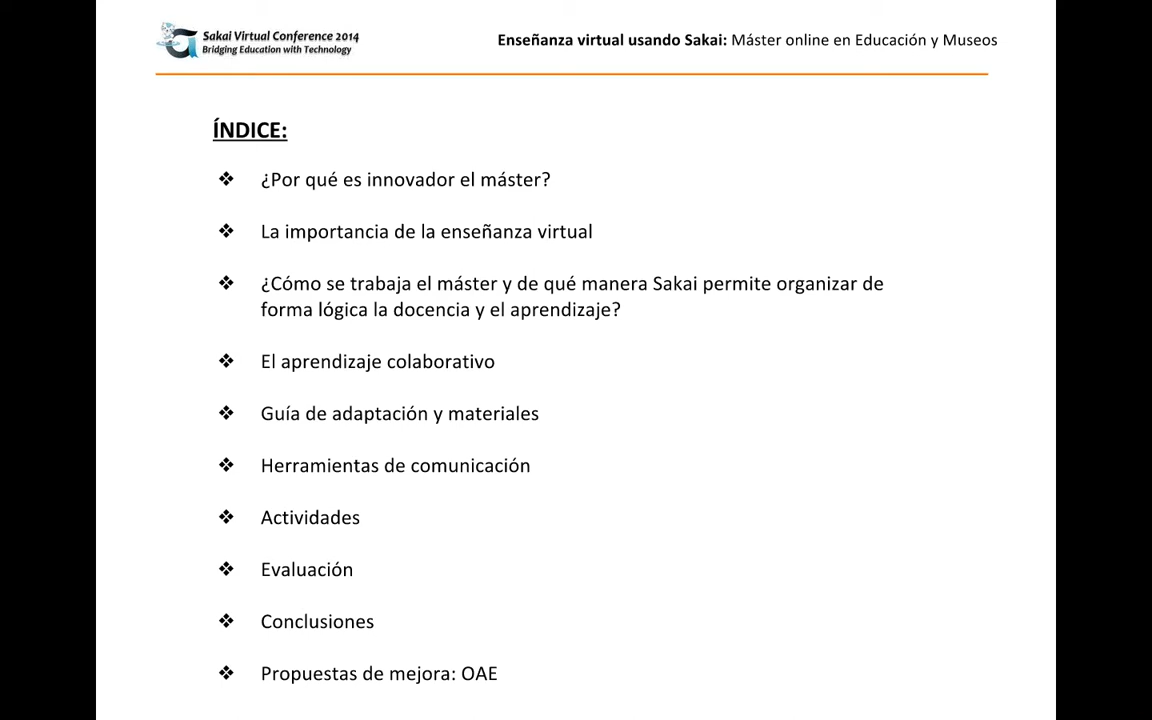 Sakai Virtual Conference 2014
Bridging Education with Technology
Enseñanza virtual usando Sakai: Máster online en Educación y Museos
ÍNDICE:
❖ ¿Por qué es innovador el máster?
❖ La importancia de la enseñanza virtual
❖ ¿Cómo se trabaja el máster y de qué manera Sakai permite organizar de
forma lógica la docencia y el aprendizaje?
❖ El aprendizaje colaborativo
❖ Guía de adaptación y materiales
❖ Herramientas de comunicación
❖ Actividades
❖ Evaluación
❖ Conclusiones
❖ Propuestas de mejora: OAE